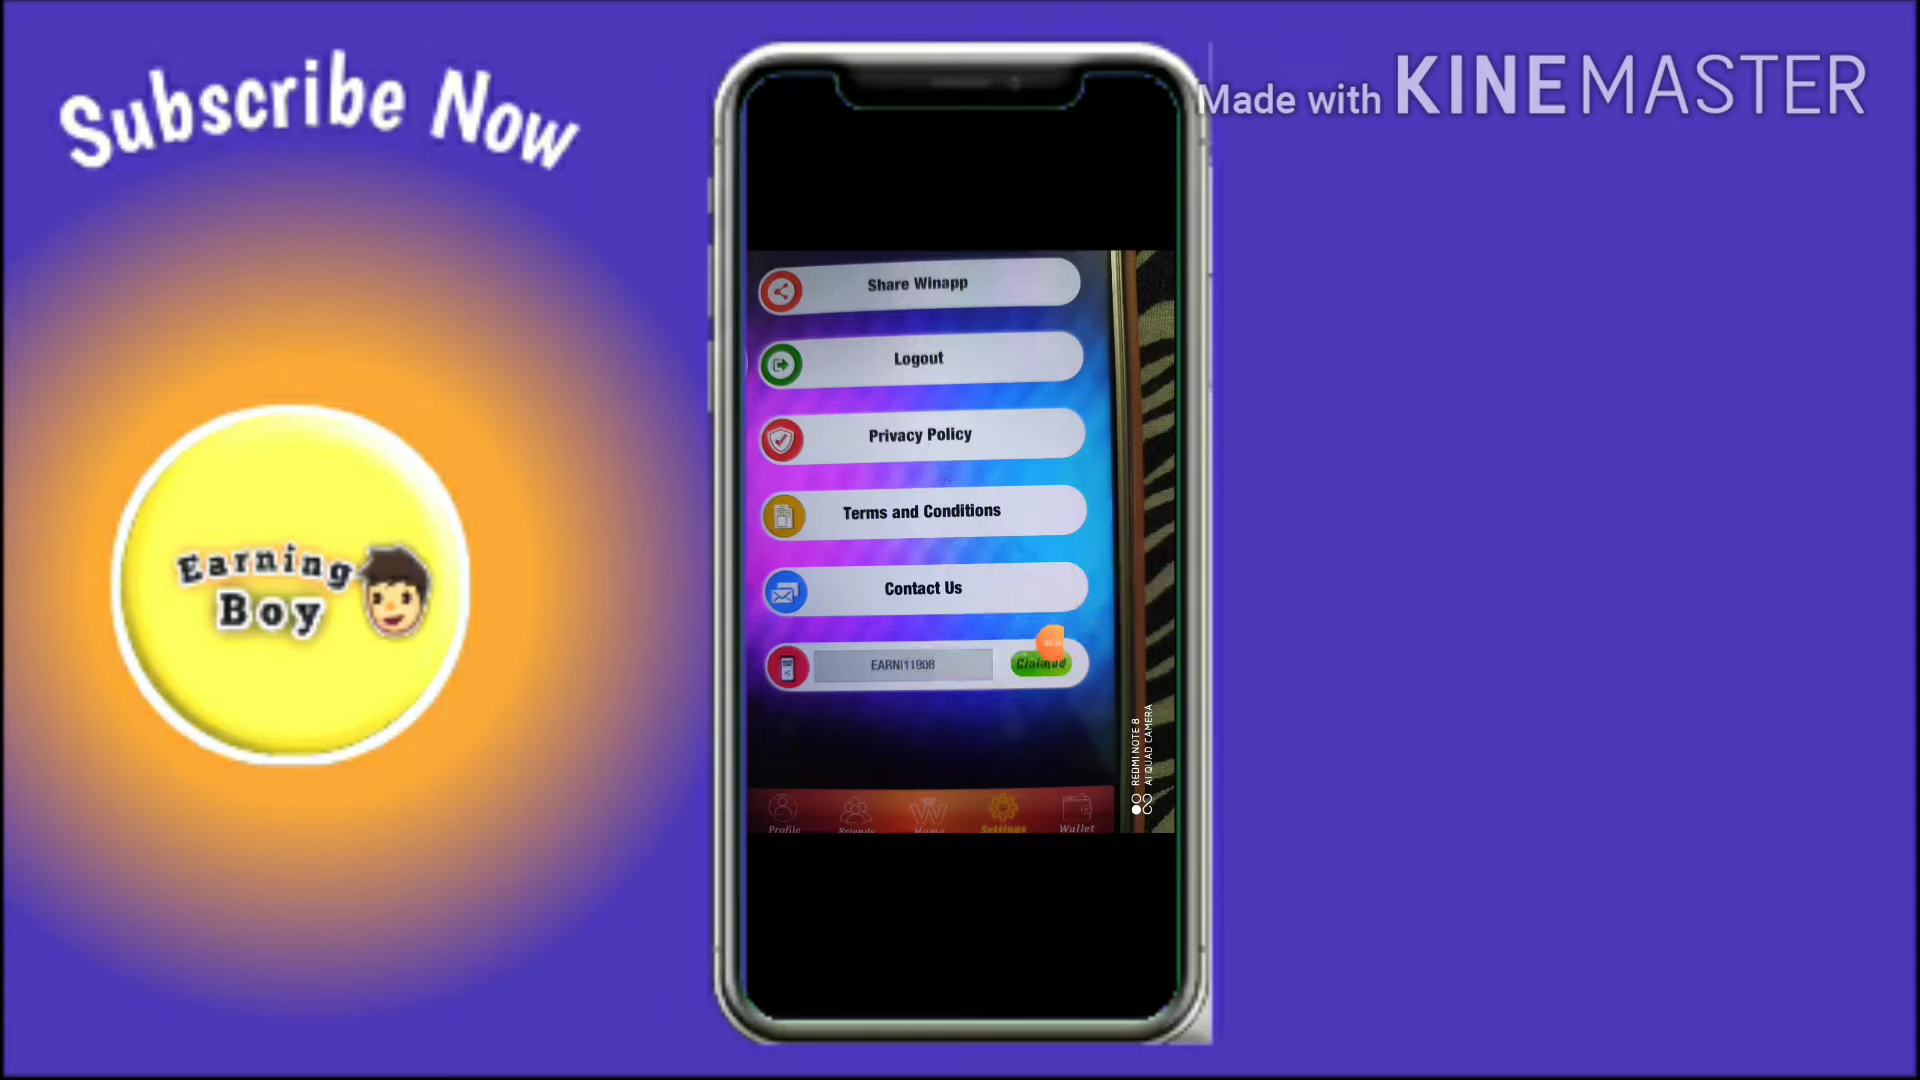 Subscribe Now
Made with KINEMASTER
Earning
Boy
Share Winapp
Logout
Privacy Policy
Terms and Conditions
Contact Us
EARNI11908
Claimed
REDMI NOTE 8
AI QUAD CAMERA
Profile
Friends
Home
Settings
Wallet